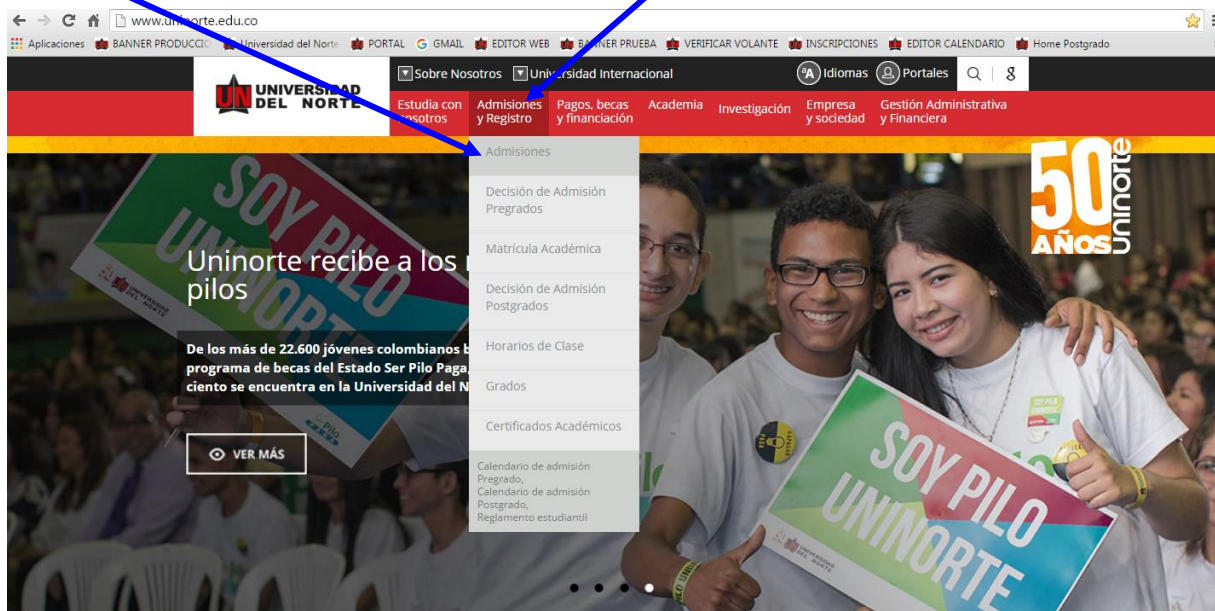 www.uninorte.edu.co
Aplicaciones BANNER PRODUCCIO Universidad del Norte PORTAL GMAIL EDITOR WEB BANNER PRUEBA VERIFICAR VOLANTE INSCRIPCIONES EDITOR CALENDARIO Home Postgrado
Sobre Nosotros Universidad Internacional Idiomas Portales
UNIVERSIDAD
DEL NORTE
Estudia con
nosotros
Admisiones
y Registro
Pagos, becas
y financiación
Academia
Investigación
Empresa
y sociedad
Gestión Administrativa
y Financiera
Admisiones
Decisión de Admisión
Pregrados
Matrícula Académica
Decisión de Admisión
Postgrados
Horarios de Clase
Grados
Certificados Académicos
Calendario de admisión
Pregrado,
Calendario de admisión
Postgrado,
Reglamento estudiantil
50
AÑOS
uninorte
SOY PILO
UNINORTE
Uninorte recibe a los
pilos
De los más de 22.600 jóvenes colombianos b
programa de becas del Estado Ser Pilo Paga,
ciento se encuentra en la Universidad del N
VER MÁS
SOY PILO
UNINORTE